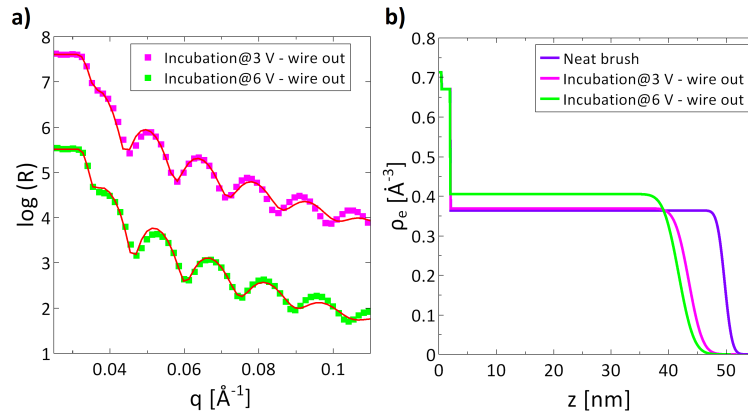 a)
8
7
6
5
4
3
2
1
log (R)
Incubation@3 V - wire out
Incubation@6 V - wire out
0.04
0.06
0.08
0.1
q [Å⁻¹]
b)
0.8
0.7
0.6
0.5
0.4
0.3
0.2
0.1
0
ρₑ [Å⁻³]
Neat brush
Incubation@3 V - wire out
Incubation@6 V - wire out
0
10
20
30
40
50
z [nm]